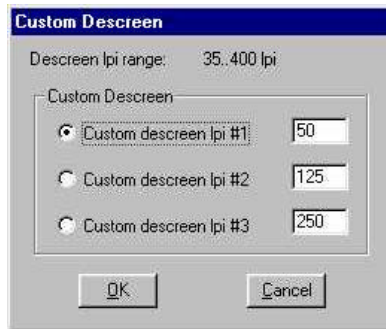 Custom Descreen
Descreen lpi range: 35..400 lpi
Custom Descreen
Custom descreen lpi #1 50
Custom descreen lpi #2 125
Custom descreen lpi #3 250
OK Cancel